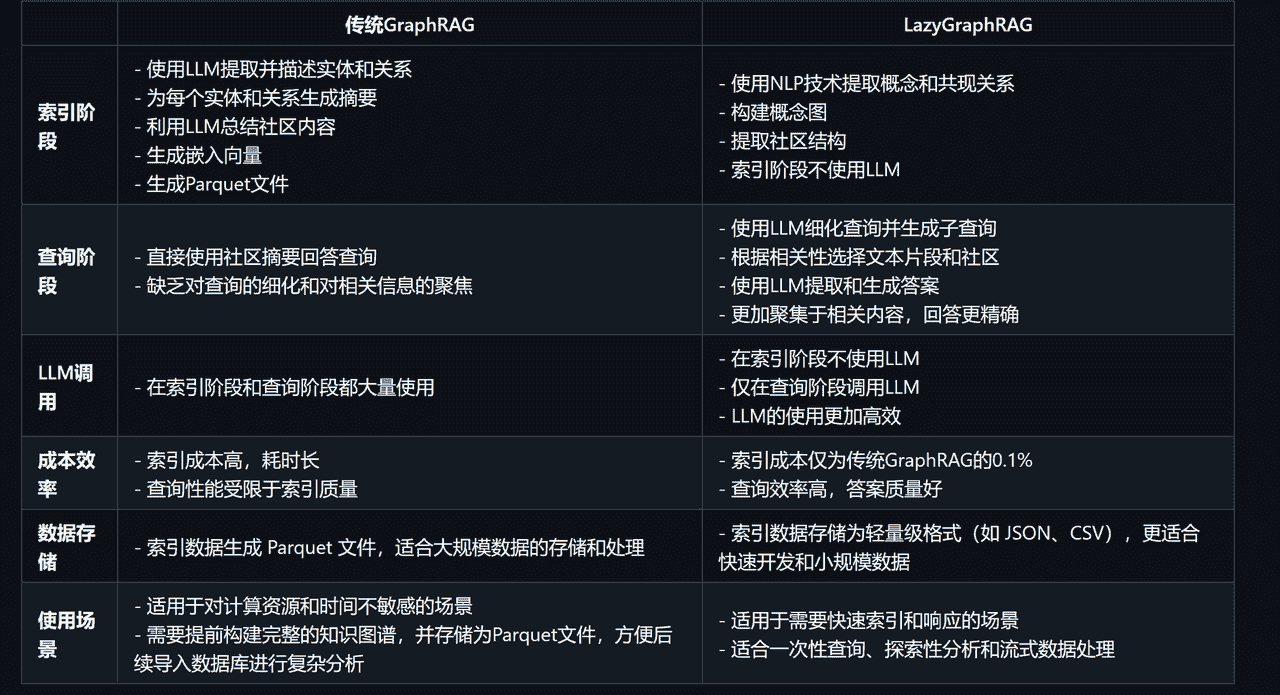 传统GraphRAG
LazyGraphRAG
索引阶
段
- 使用LLM提取并描述实体和关系
- 为每个实体和关系生成摘要
- 利用LLM总结社区内容
- 生成嵌入向量
- 生成Parquet文件
- 使用NLP技术提取概念和共现关系
- 构建概念图
- 提取社区结构
- 索引阶段不使用LLM
查询阶
段
- 直接使用社区摘要回答查询
- 缺乏对查询的细化和对相关信息的聚焦
- 使用LLM细化查询并生成子查询
- 根据相关性选择文本片段和社区
- 使用LLM提取和生成答案
- 更加聚集于相关内容，回答更精确
LLM调
用
- 在索引阶段和查询阶段都大量使用
- 在索引阶段不使用LLM
- 仅在查询阶段调用LLM
- LLM的使用更加高效
成本效
率
- 索引成本高，耗时长
- 查询性能受限于索引质量
- 索引成本仅为传统GraphRAG的0.1%
- 查询效率高，答案质量好
数据存
储
- 索引数据生成 Parquet 文件，适合大规模数据的存储和处理
- 索引数据存储为轻量级格式（如 JSON、CSV），更适合
快速开发和小规模数据
使用场
景
- 适用于对计算资源和时间不敏感的场景
- 需要提前构建完整的知识图谱，并存储为Parquet文件，方便后
续导入数据库进行复杂分析
- 适用于需要快速索引和响应的场景
- 适合一次性查询、探索性分析和流式数据处理